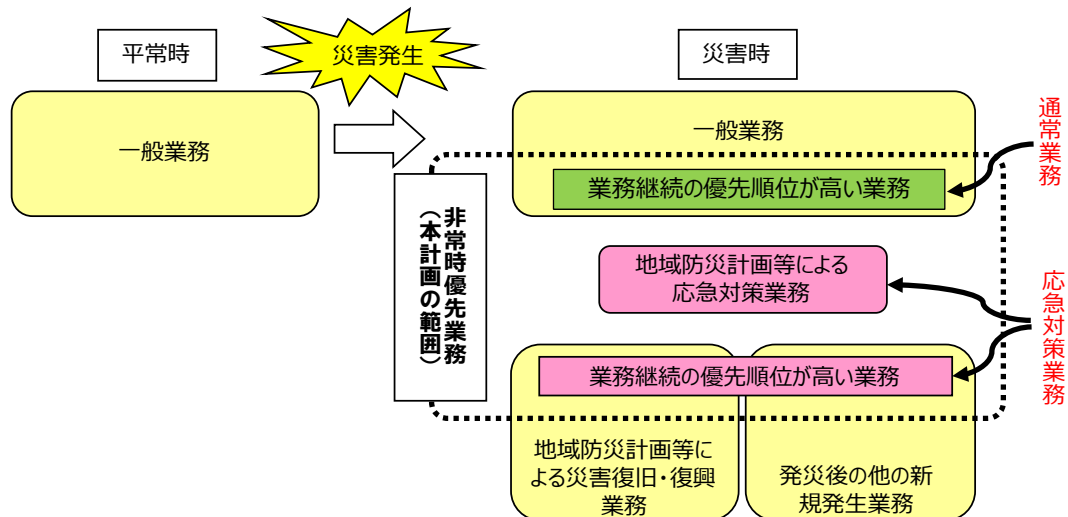 平常時
災害発生
災害時
一般業務
一般業務
通常業務
業務継続の優先順位が高い業務
非常時優先業務
（本計画の範囲）
地域防災計画等による
応急対策業務
応急対策業務
業務継続の優先順位が高い業務
地域防災計画等に
よる災害復旧・復興
業務
発災後の他の新
規発生業務